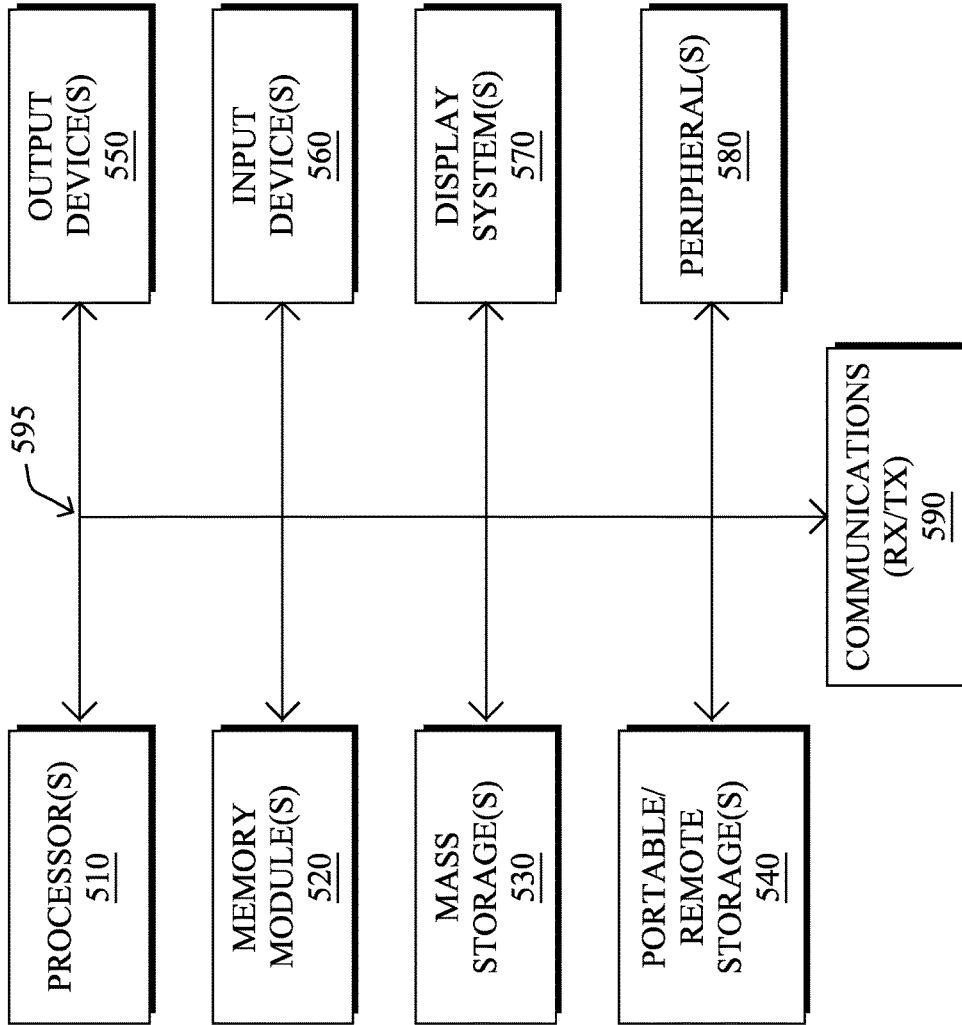 PROCESSOR(S)
510
MEMORY
MODULE(S)
520
MASS
STORAGE(S)
530
PORTABLE/
REMOTE
STORAGE(S)
540
595
OUTPUT
DEVICE(S)
550
INPUT
DEVICE(S)
560
DISPLAY
SYSTEM(S)
570
PERIPHERAL(S)
580
COMMUNICATIONS
(RX/TX)
590